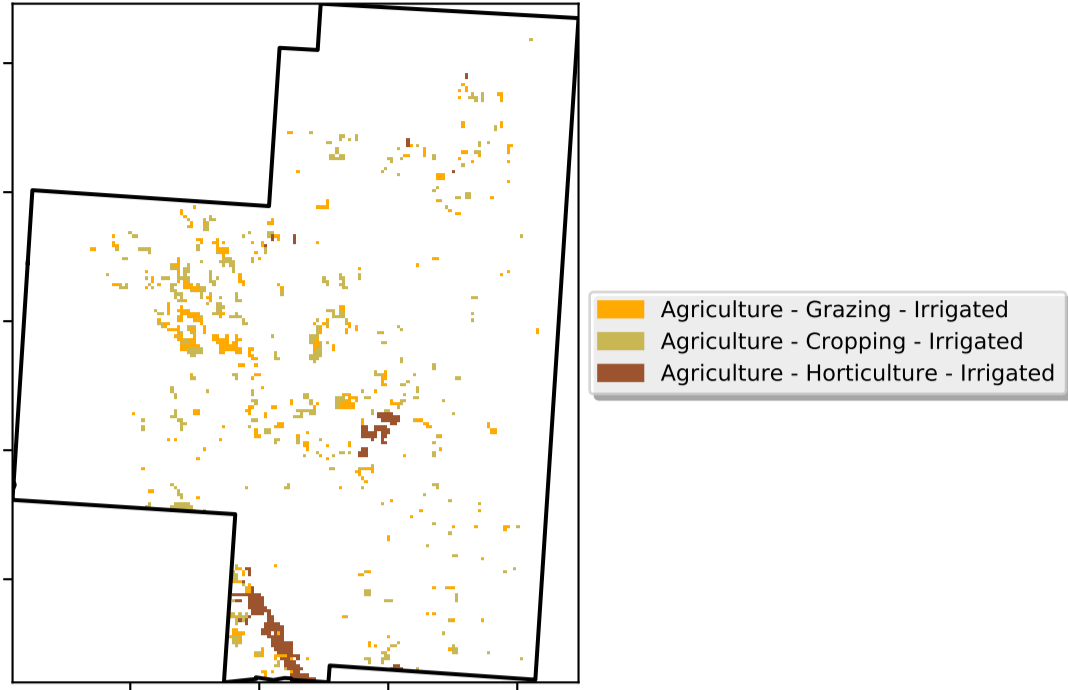 Agriculture - Grazing - Irrigated
Agriculture - Cropping - Irrigated
Agriculture - Horticulture - Irrigated